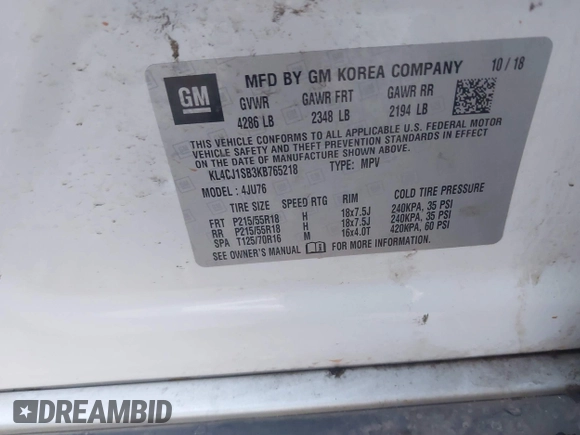 GM
MFD BY GM KOREA COMPANY 10/18
GVWR GAWR FRT GAWR RR
4286 LB 2348 LB 2194 LB
THIS VEHICLE CONFORMS TO ALL APPLICABLE U.S. FEDERAL MOTOR
VEHICLE SAFETY, BUMPER, AND THEFT PREVENTION STANDARDS IN EFFECT
ON THE DATE OF MANUFACTURE SHOWN ABOVE.
KL4CJ1SB3KB765218 TYPE: MPV
MODEL: 4JU76
TIRE SIZE SPEED RTG RIM COLD TIRE PRESSURE
FRT P215/55R18 H 18x7.5J 240KPA, 35 PSI
RR P215/55R18 H 18x7.5J 240KPA, 35 PSI
SPA T125/70R16 M 16x4.0T 420KPA, 60 PSI
SEE OWNER'S MANUAL FOR MORE INFORMATION.
DREAMBID